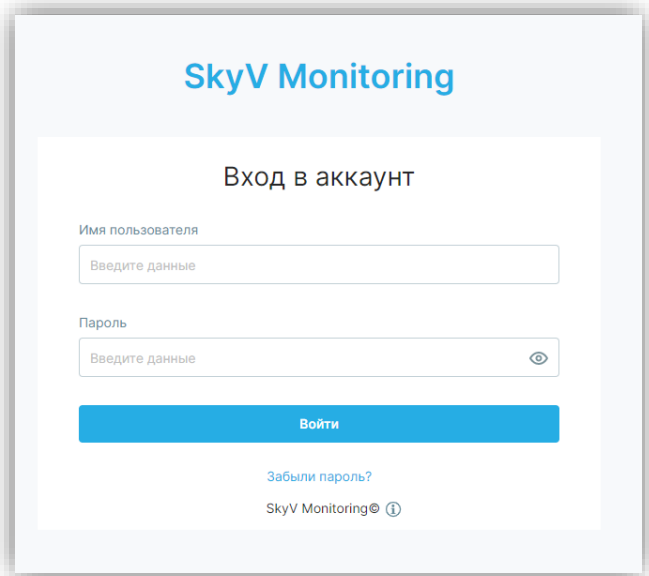 SkyV Monitoring
Вход в аккаунт
Имя пользователя
Введите данные
Пароль
Введите данные
Войти
Забыли пароль?
SkyV Monitoring©